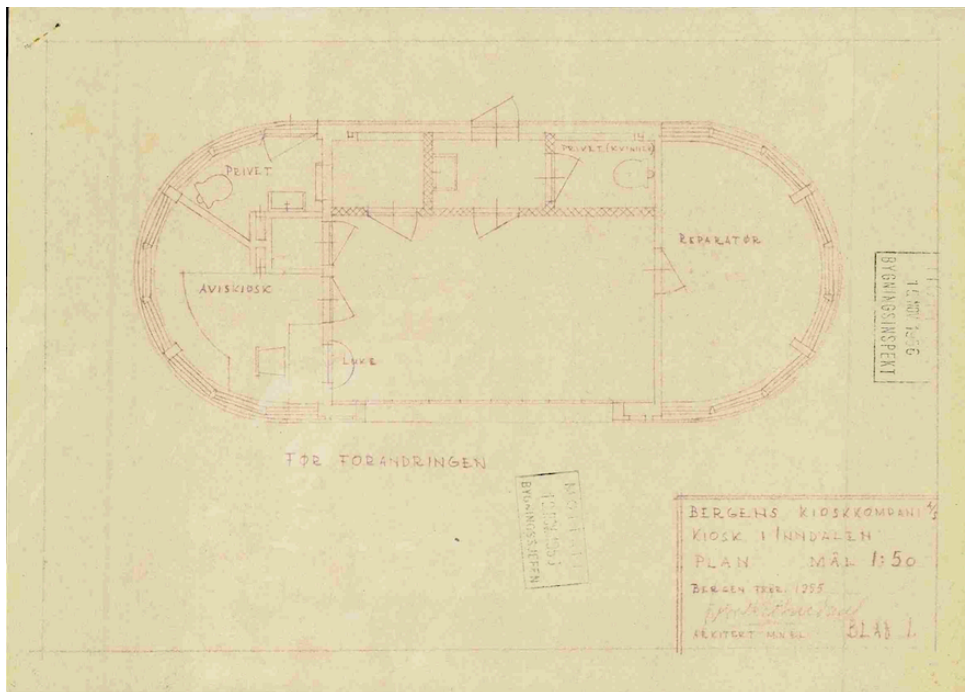 PRIVET
PRIVET (KVINNER)
REPARATØR
AVISKIOSK
LUKE
FØR FORANDRINGEN
BYGNINGSINSPEKT
BYGNINGSSJEFEN
BERGENS KIOSKKOMPANI A/S
KIOSK I INNDALEN
PLAN MÅL 1:50
BERGEN FEBR. 1955
ARKITEKT M.N.A.L.
BLAD 1.